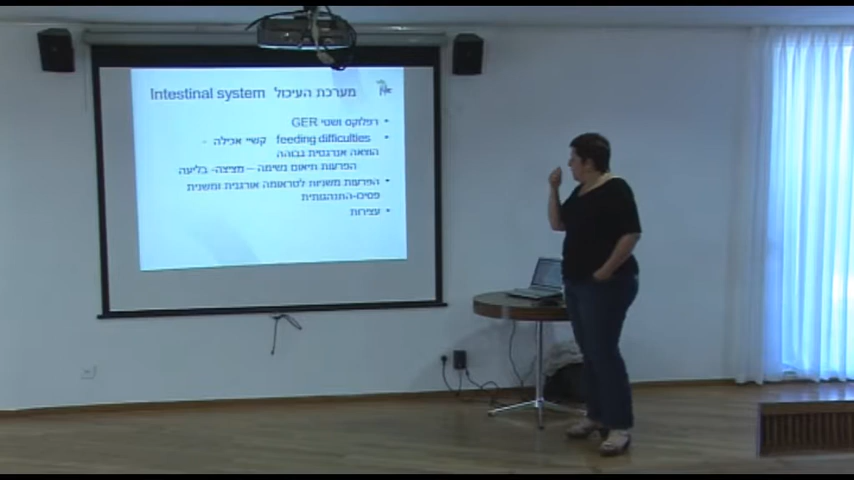 Intestinal system מערכת העיכול
• רפלוקס ושטי GER
• feeding difficulties קשיי אכילה -
הוצאה אנרגטית גבוהה
הפרעות תיאום נשימה – מציצה- בליעה
• הפרעות משניות לטראומה אורגנית ומשנית
פסיכו-התנהגותית
• עצירות